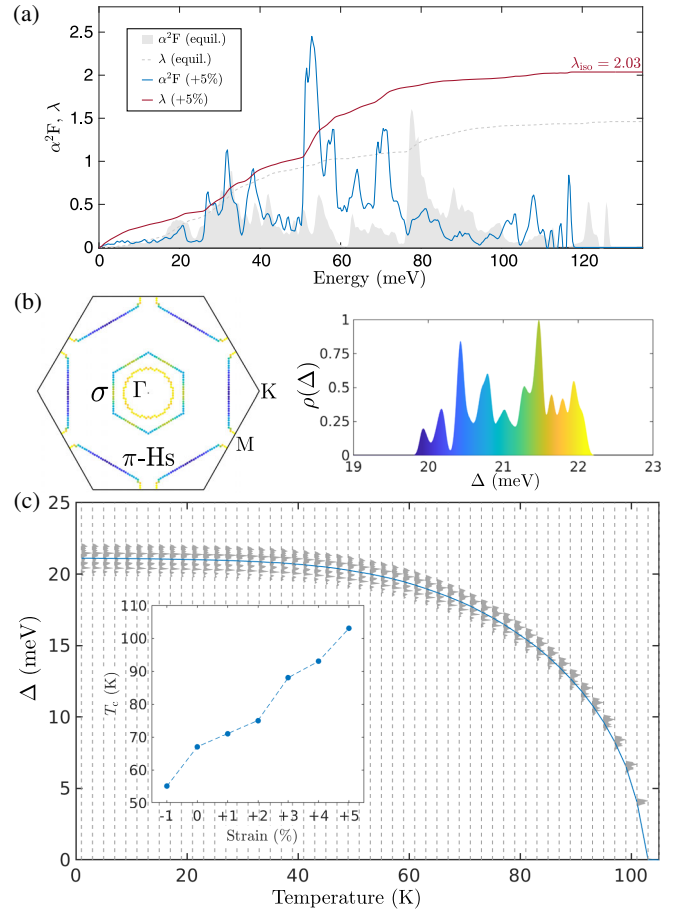 (a)
α²F, λ
2.5
2
1.5
1
0.5
0
α²F (equil.)
λ (equil.)
α²F (+5%)
λ (+5%)
λiso = 2.03
20 40 60 80 100 120
Energy (meV)
(b)
σ
Γ
K
M
π-Hs
ρ(Δ)
1
0.75
0.5
0.25
0
19 20 21 22 23
Δ (meV)
(c)
Δ (meV)
25
20
15
10
5
0
0 20 40 60 80 100
Temperature (K)
Tc (K)
110
100
90
80
70
60
50
-1 0 +1 +2 +3 +4 +5
Strain (%)